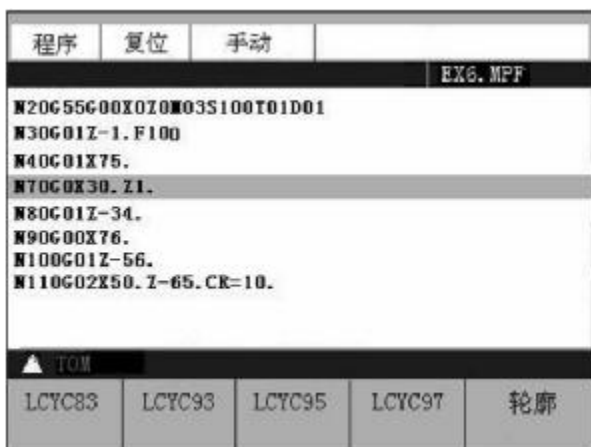 程序 复位 手动
EX6.MPF
N20G55G00X0Z0M03S100T01D01
N30G01Z-1.F100
N40G01X75.
N70G0X30.Z1.
N80G01Z-34.
N90G00X76.
N100G01Z-56.
N110G02X50.Z-65.CR=10.
TOM
LCYC83 LCYC93 LCYC95 LCYC97 轮廓